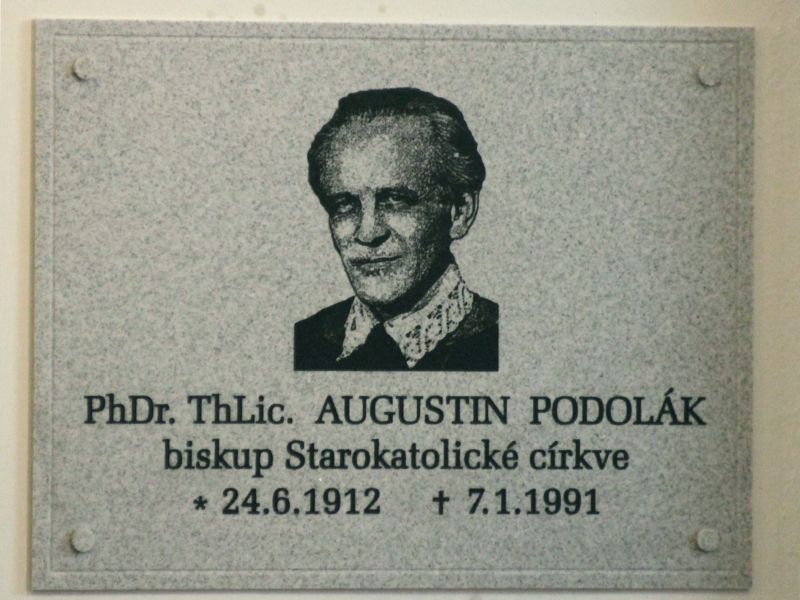 PhDr. ThLic. AUGUSTIN PODOLÁK
biskup Starokatolické církve
* 24.6.1912 ✝ 7.1.1991